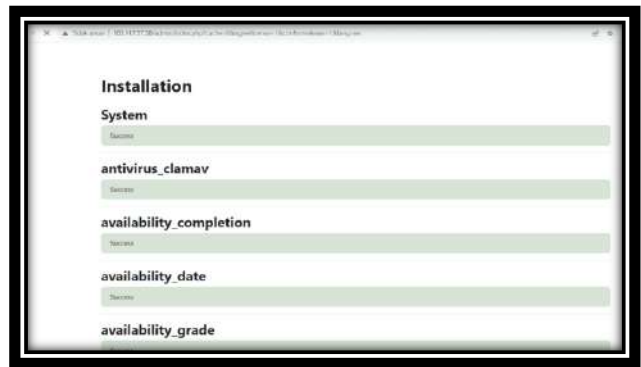 Installation
System
Success
antivirus_clamav
Success
availability_completion
Success
availability_date
Success
availability_grade